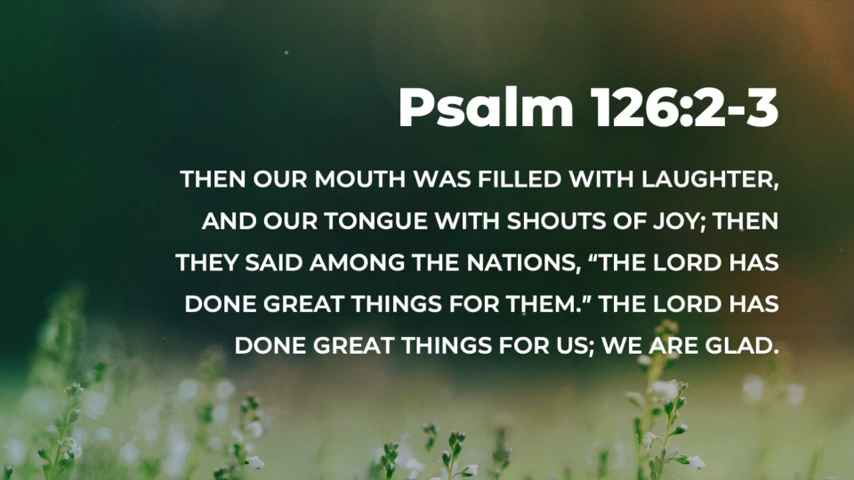 Psalm 126:2-3
THEN OUR MOUTH WAS FILLED WITH LAUGHTER,
AND OUR TONGUE WITH SHOUTS OF JOY; THEN
THEY SAID AMONG THE NATIONS, “THE LORD HAS
DONE GREAT THINGS FOR THEM.” THE LORD HAS
DONE GREAT THINGS FOR US; WE ARE GLAD.